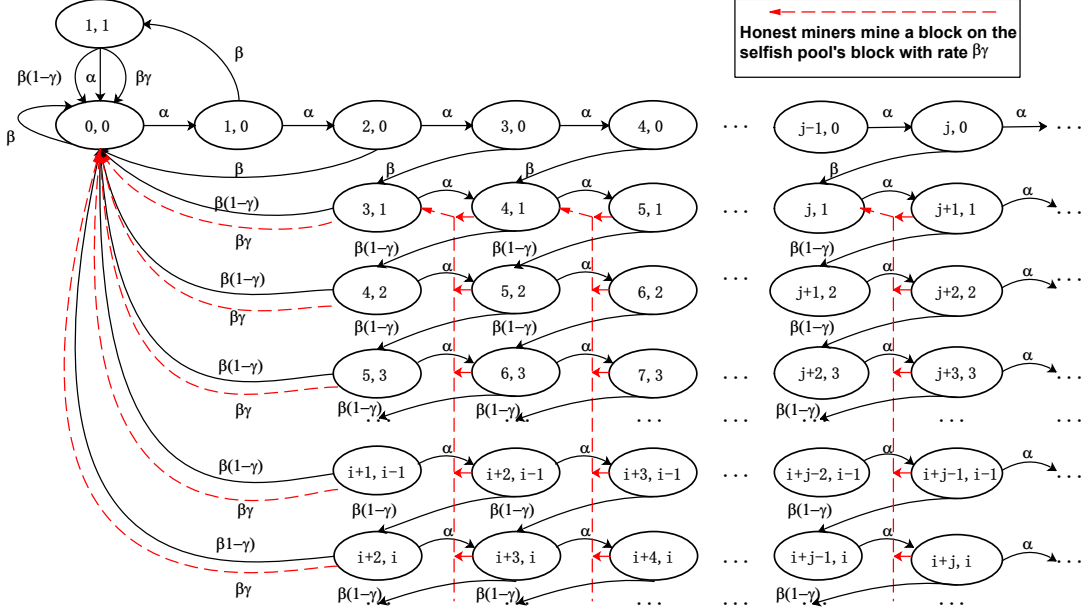 1, 1
Honest miners mine a block on the
selfish pool's block with rate βγ
β
β(1−γ) α βγ
β 0, 0 α 1, 0 α 2, 0 α 3, 0 α 4, 0 ... j−1, 0 α j, 0 α ...
β β β β
β(1−γ) 3, 1 α 4, 1 α 5, 1 ... j, 1 α j+1, 1 α ...
βγ β(1−γ) β(1−γ) β(1−γ)
β(1−γ) 4, 2 α 5, 2 α 6, 2 ... j+1, 2 α j+2, 2 α ...
βγ β(1−γ) β(1−γ) β(1−γ)
β(1−γ) 5, 3 α 6, 3 α 7, 3 ... j+2, 3 α j+3, 3 α ...
βγ β(1−γ) β(1−γ) β(1−γ)
... ... ... ... ... ... ...
β(1−γ) i+1, i−1 α i+2, i−1 α i+3, i−1 ... i+j−2, i−1 α i+j−1, i−1 α ...
βγ β(1−γ) β(1−γ) β(1−γ)
β1−γ) i+2, i α i+3, i α i+4, i ... i+j−1, i α i+j, i α ...
βγ β(1−γ) β(1−γ) β(1−γ)
... ... ... ... ... ... ...